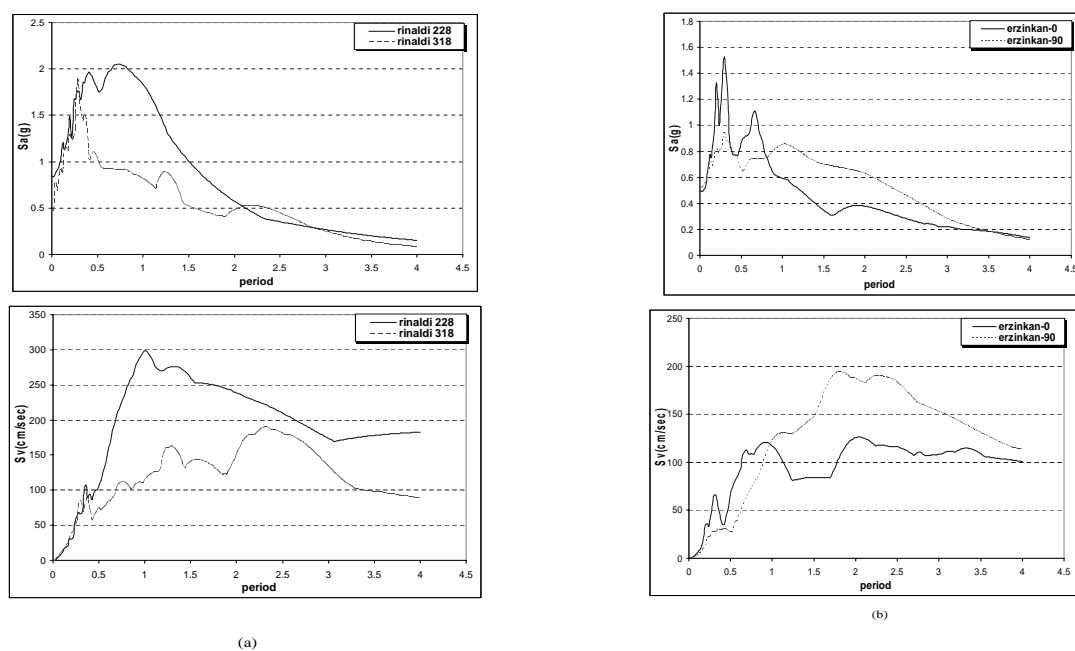 2.5
2
1.5
1
0.5
0
Sa(g)
rinaldi 228
rinaldi 318
0 0.5 1 1.5 2 2.5 3 3.5 4 4.5
period
1.8
1.6
1.4
1.2
1
0.8
0.6
0.4
0.2
0
Sa(g)
erzinkan-0
erzinkan-90
0 0.5 1 1.5 2 2.5 3 3.5 4 4.5
period
350
300
250
200
150
100
50
0
Sv(cm/sec)
rinaldi 228
rinaldi 318
0 0.5 1 1.5 2 2.5 3 3.5 4 4.5
period
250
200
150
100
50
0
Sv(cm/sec)
erzinkan-0
erzinkan-90
0 0.5 1 1.5 2 2.5 3 3.5 4 4.5
period
(a)
(b)